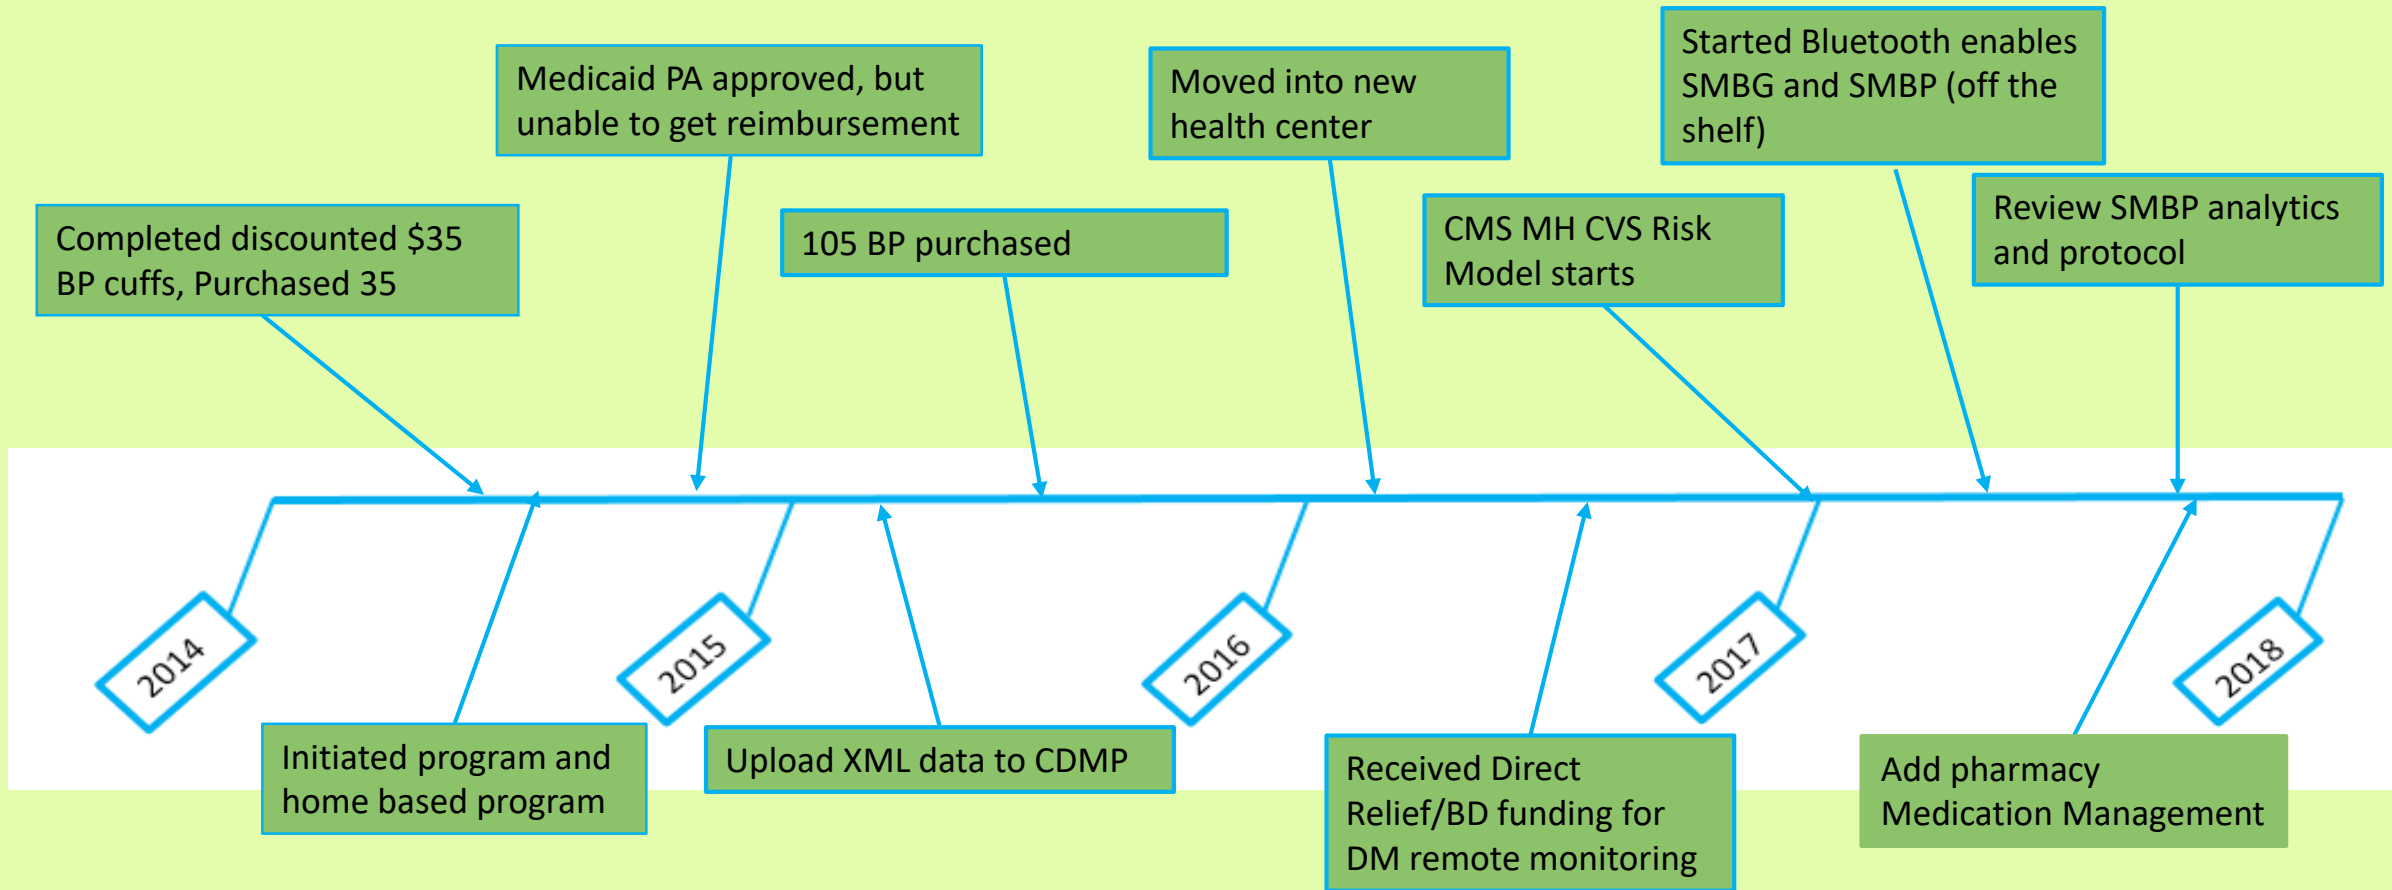 Completed discounted $35
BP cuffs, Purchased 35
Medicaid PA approved, but
unable to get reimbursement
105 BP purchased
Moved into new
health center
CMS MH CVS Risk
Model starts
Started Bluetooth enables
SMBG and SMBP (off the
shelf)
Review SMBP analytics
and protocol
2014
2015
2016
2017
2018
Initiated program and
home based program
Upload XML data to CDMP
Received Direct
Relief/BD funding for
DM remote monitoring
Add pharmacy
Medication Management